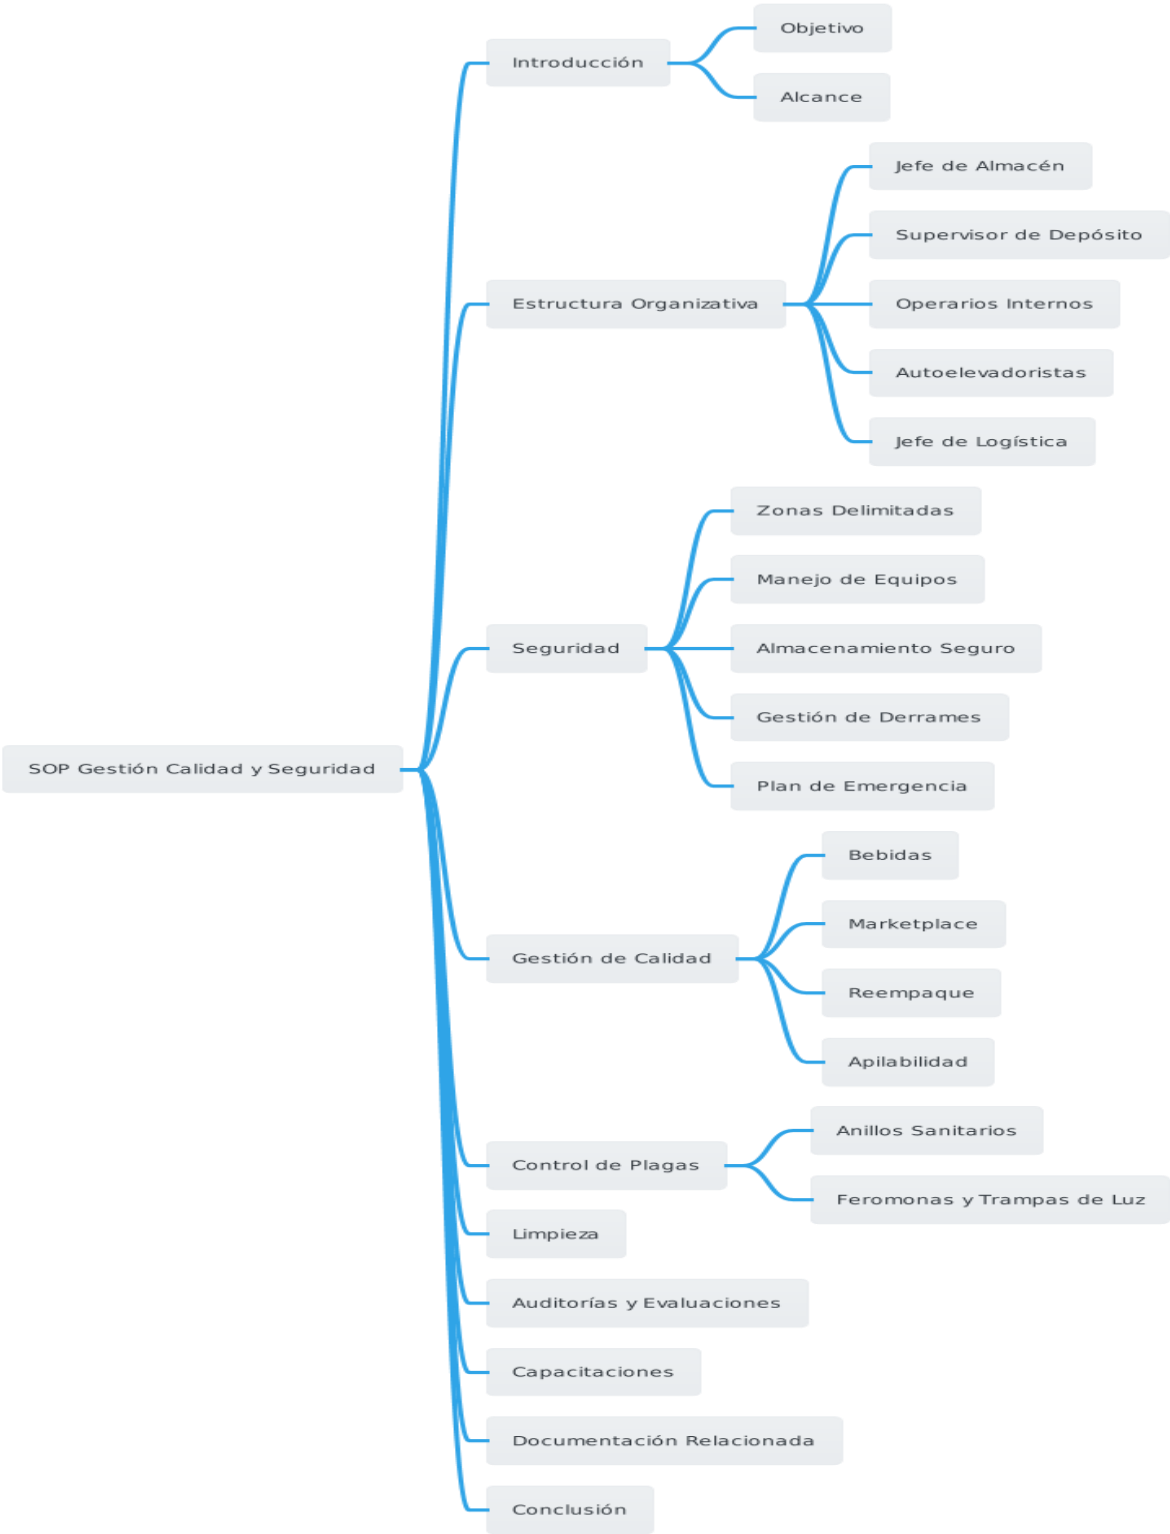 SOP Gestión Calidad y Seguridad
Introducción
Objetivo
Alcance
Estructura Organizativa
Jefe de Almacén
Supervisor de Depósito
Operarios Internos
Autoelevadoristas
Jefe de Logística
Seguridad
Zonas Delimitadas
Manejo de Equipos
Almacenamiento Seguro
Gestión de Derrames
Plan de Emergencia
Gestión de Calidad
Bebidas
Marketplace
Reempaque
Apilabilidad
Control de Plagas
Anillos Sanitarios
Feromonas y Trampas de Luz
Limpieza
Auditorías y Evaluaciones
Capacitaciones
Documentación Relacionada
Conclusión